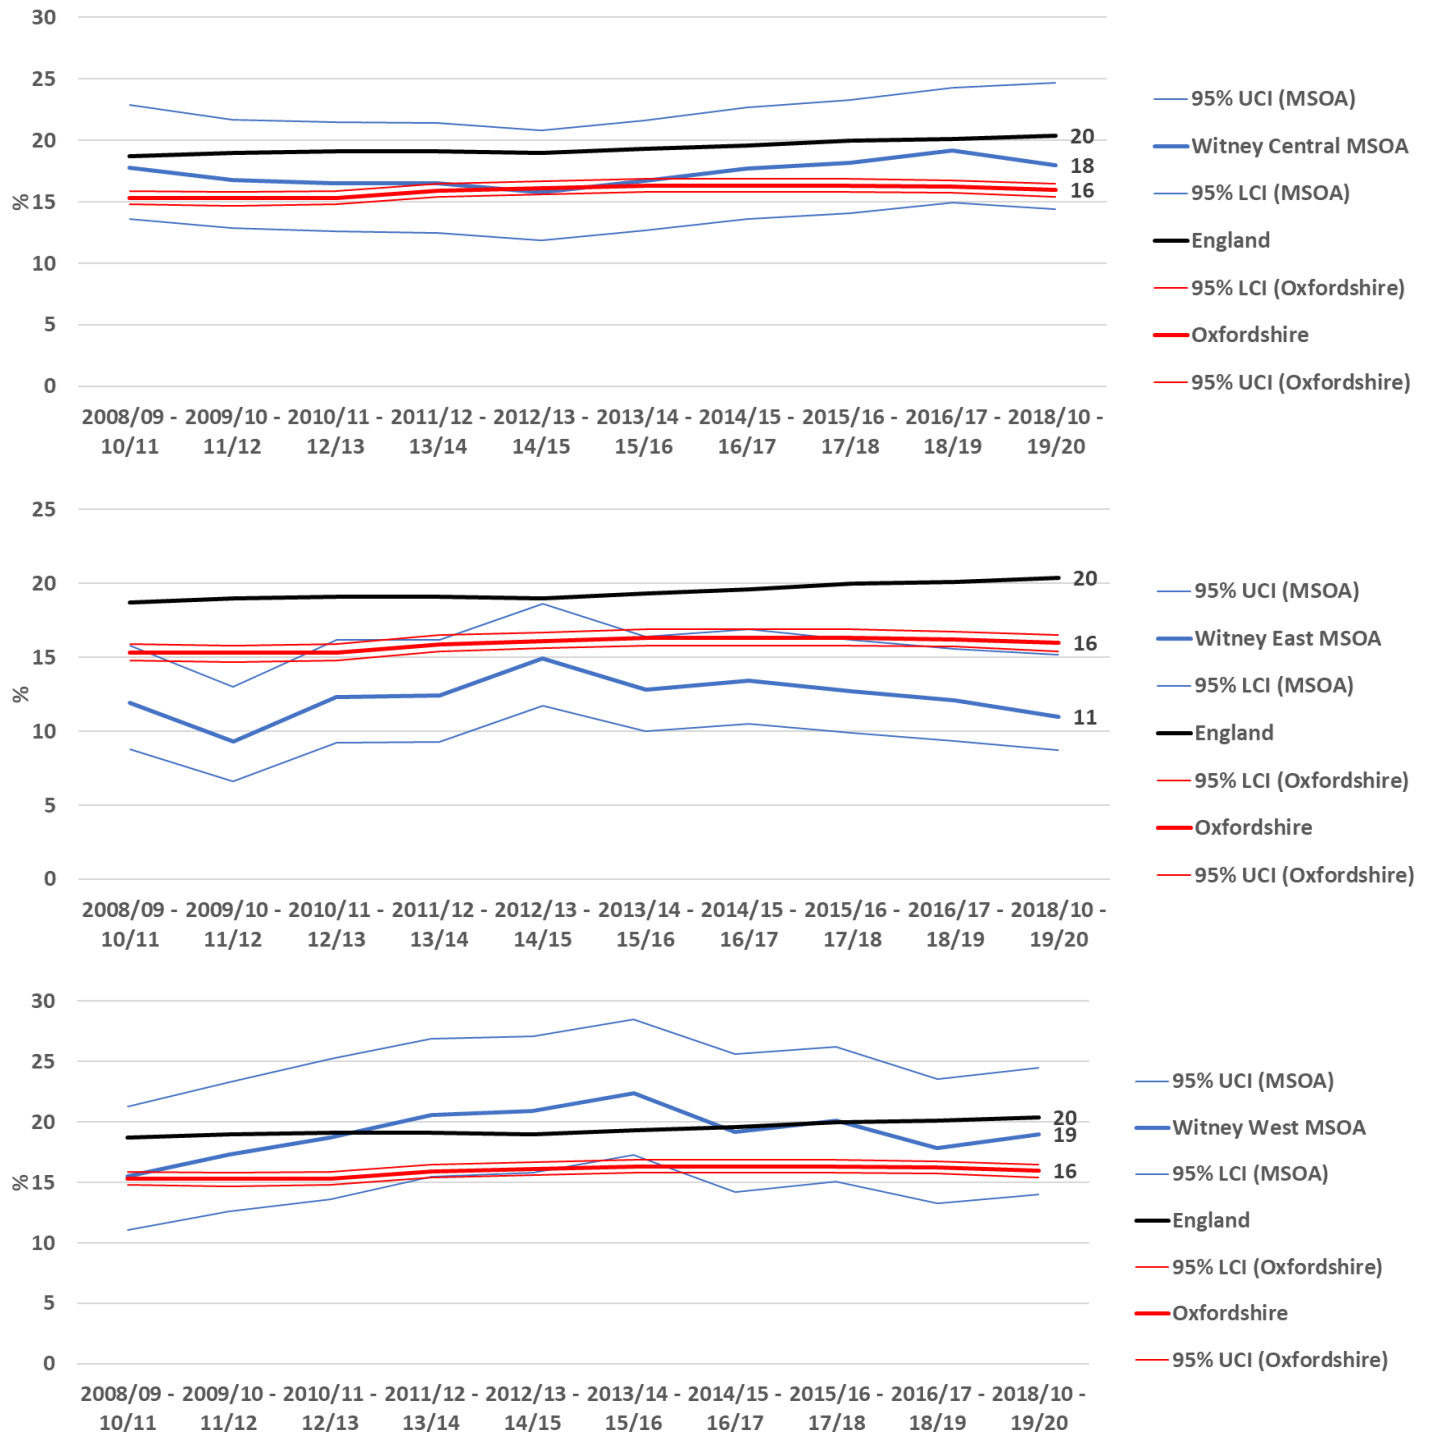 30
25
20
15
10
5
0
%
20
18
16
2008/09 - 2009/10 - 2010/11 - 2011/12 - 2012/13 - 2013/14 - 2014/15 - 2015/16 - 2016/17 - 2018/10 -
10/11 11/12 12/13 13/14 14/15 15/16 16/17 17/18 18/19 19/20
95% UCI (MSOA)
Witney Central MSOA
95% LCI (MSOA)
England
95% LCI (Oxfordshire)
Oxfordshire
95% UCI (Oxfordshire)
25
20
15
10
5
0
%
20
16
11
2008/09 - 2009/10 - 2010/11 - 2011/12 - 2012/13 - 2013/14 - 2014/15 - 2015/16 - 2016/17 - 2018/10 -
10/11 11/12 12/13 13/14 14/15 15/16 16/17 17/18 18/19 19/20
95% UCI (MSOA)
Witney East MSOA
95% LCI (MSOA)
England
95% LCI (Oxfordshire)
Oxfordshire
95% UCI (Oxfordshire)
30
25
20
15
10
5
0
%
20
19
16
2008/09 - 2009/10 - 2010/11 - 2011/12 - 2012/13 - 2013/14 - 2014/15 - 2015/16 - 2016/17 - 2018/10 -
10/11 11/12 12/13 13/14 14/15 15/16 16/17 17/18 18/19 19/20
95% UCI (MSOA)
Witney West MSOA
95% LCI (MSOA)
England
95% LCI (Oxfordshire)
Oxfordshire
95% UCI (Oxfordshire)